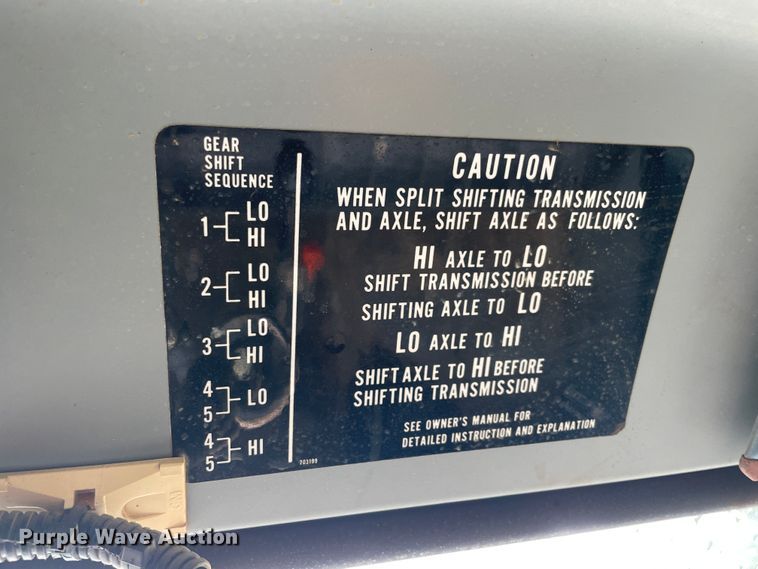 GEAR
SHIFT
SEQUENCE
1 LO
HI
2 LO
HI
3 LO
HI
4
5 LO
4
5 HI
CAUTION
WHEN SPLIT SHIFTING TRANSMISSION
AND AXLE, SHIFT AXLE AS FOLLOWS:
HI AXLE TO LO
SHIFT TRANSMISSION BEFORE
SHIFTING AXLE TO LO
LO AXLE TO HI
SHIFT AXLE TO HI BEFORE
SHIFTING TRANSMISSION
SEE OWNER'S MANUAL FOR
DETAILED INSTRUCTION AND EXPLANATION
703199
Purple Wave Auction